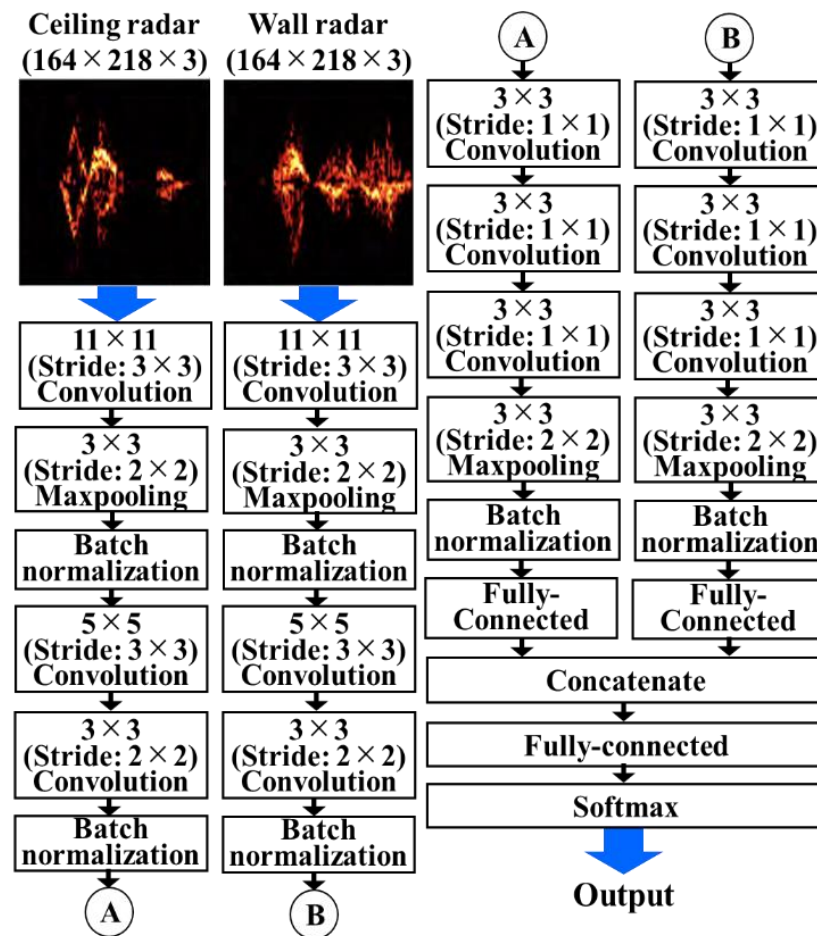 Ceiling radar
(164×218×3)
11×11
(Stride: 3×3)
Convolution
3×3
(Stride: 2×2)
Maxpooling
Batch
normalization
5×5
(Stride: 3×3)
Convolution
3×3
(Stride: 2×2)
Convolution
Batch
normalization
A
Wall radar
(164×218×3)
11×11
(Stride: 3×3)
Convolution
3×3
(Stride: 2×2)
Maxpooling
Batch
normalization
5×5
(Stride: 3×3)
Convolution
3×3
(Stride: 2×2)
Convolution
Batch
normalization
B
A
3×3
(Stride: 1×1)
Convolution
3×3
(Stride: 1×1)
Convolution
3×3
(Stride: 1×1)
Convolution
3×3
(Stride: 2×2)
Maxpooling
Batch
normalization
Fully-
Connected
B
3×3
(Stride: 1×1)
Convolution
3×3
(Stride: 1×1)
Convolution
3×3
(Stride: 1×1)
Convolution
3×3
(Stride: 2×2)
Maxpooling
Batch
normalization
Fully-
Connected
Concatenate
Fully-connected
Softmax
Output